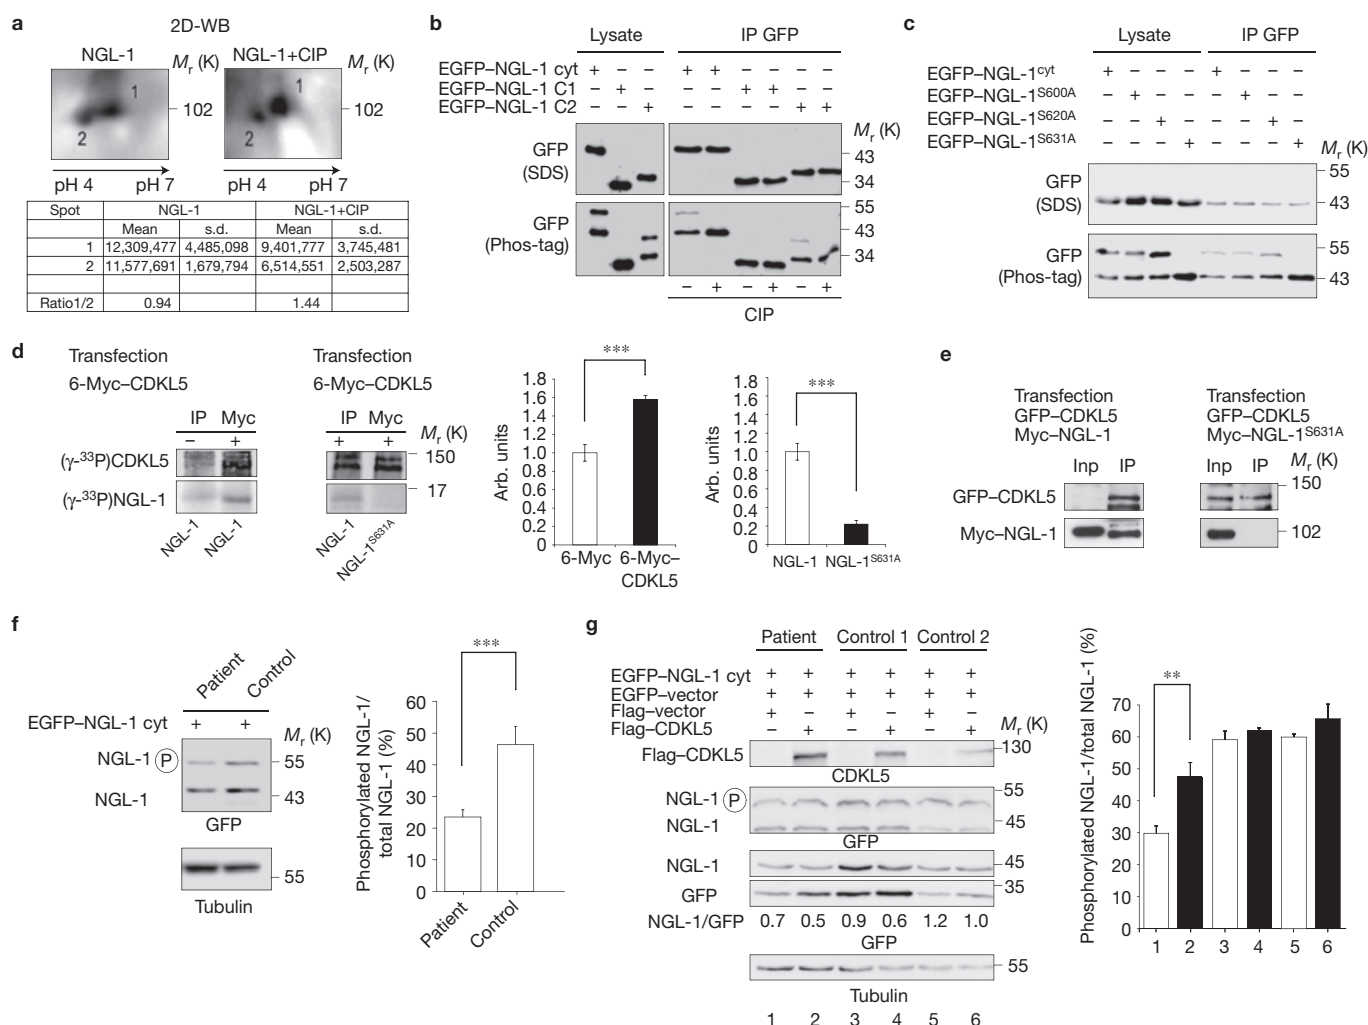 a
2D-WB
NGL-1
Mr (K)
NGL-1+CIP
Mr (K)
1
2
102
1
2
102
pH 4
pH 7
pH 4
pH 7
Spot NGL-1 NGL-1+CIP
Mean s.d. Mean s.d.
1 12,309,477 4,485,098 9,401,777 3,745,481
2 11,577,691 1,679,794 6,514,551 2,503,287
Ratio1/2 0.94 1.44
b
Lysate
IP GFP
EGFP–NGL-1 cyt + – – + + – – – –
EGFP–NGL-1 C1 – + – – – + + – –
EGFP–NGL-1 C2 – – + – – – – + +
Mr (K)
GFP
(SDS)
43
34
GFP
(Phos-tag)
55
43
34
– + – + – +
CIP
c
Lysate
IP GFP
EGFP–NGL-1cyt + – – – + – – –
EGFP–NGL-1S600A – + – – – + – –
EGFP–NGL-1S620A – – + – – – + –
EGFP–NGL-1S631A – – – + – – – +
Mr (K)
GFP
(SDS)
55
43
GFP
(Phos-tag)
55
43
d
Transfection
6-Myc–CDKL5
IP Myc
– +
(γ-33P)CDKL5
(γ-33P)NGL-1
NGL-1
NGL-1
Transfection
6-Myc–CDKL5
IP Myc
+ +
Mr (K)
150
17
NGL-1
NGL-1S631A
***
Arb. units
1.8
1.6
1.4
1.2
1.0
0.8
0.6
0.4
0.2
0
6-Myc
6-Myc–
CDKL5
***
Arb. units
1.8
1.6
1.4
1.2
1.0
0.8
0.6
0.4
0.2
0
NGL-1
NGL-1S631A
e
Transfection
GFP–CDKL5
Myc–NGL-1
Inp IP
GFP–CDKL5
Myc–NGL-1
Transfection
GFP–CDKL5
Myc–NGL-1S631A
Inp IP
Mr (K)
150
102
f
Patient
Control
EGFP–NGL-1 cyt + +
Mr (K)
NGL-1 P
55
NGL-1
43
GFP
55
Tubulin
***
Phosphorylated NGL-1/
total NGL-1 (%)
60
50
40
30
20
10
0
Patient
Control
g
Patient Control 1 Control 2
EGFP–NGL-1 cyt + + + + + +
EGFP–vector + + + + + +
Flag–vector + – + – + –
Flag–CDKL5 – + – + – +
Mr (K)
Flag–CDKL5
130
CDKL5
NGL-1 P
55
NGL-1
45
GFP
NGL-1
45
GFP
35
NGL-1/GFP 0.7 0.5 0.9 0.6 1.2 1.0
GFP
55
Tubulin
1 2 3 4 5 6
**
Phosphorylated NGL-1/total NGL-1 (%)
70
60
50
40
30
20
10
0
1 2 3 4 5 6